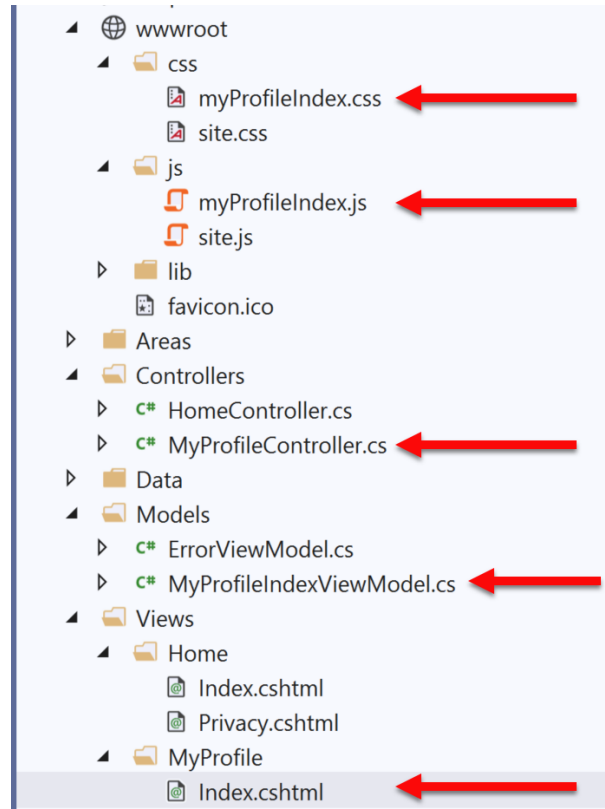 wwwroot
css
myProfileIndex.css
site.css
js
myProfileIndex.js
site.js
lib
favicon.ico
Areas
Controllers
C# HomeController.cs
C# MyProfileController.cs
Data
Models
C# ErrorViewModel.cs
C# MyProfileIndexViewModel.cs
Views
Home
Index.cshtml
Privacy.cshtml
MyProfile
Index.cshtml